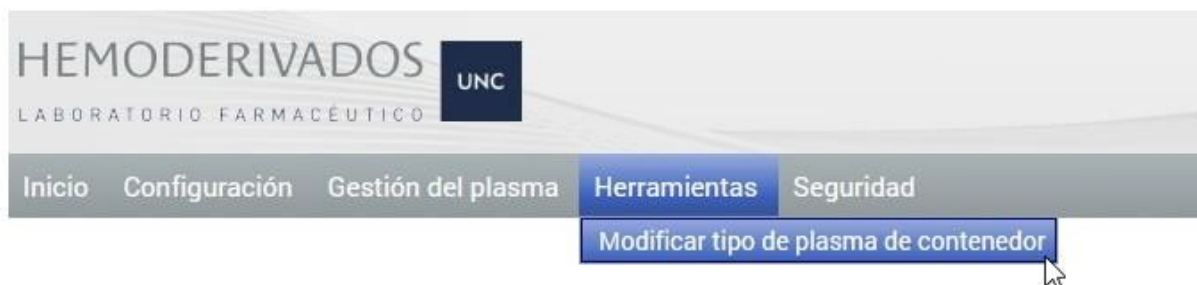 HEMODERIVADOS
UNC
LABORATORIO FARMACÉUTICO
Inicio Configuración Gestión del plasma Herramientas Seguridad
Modificar tipo de plasma de contenedor